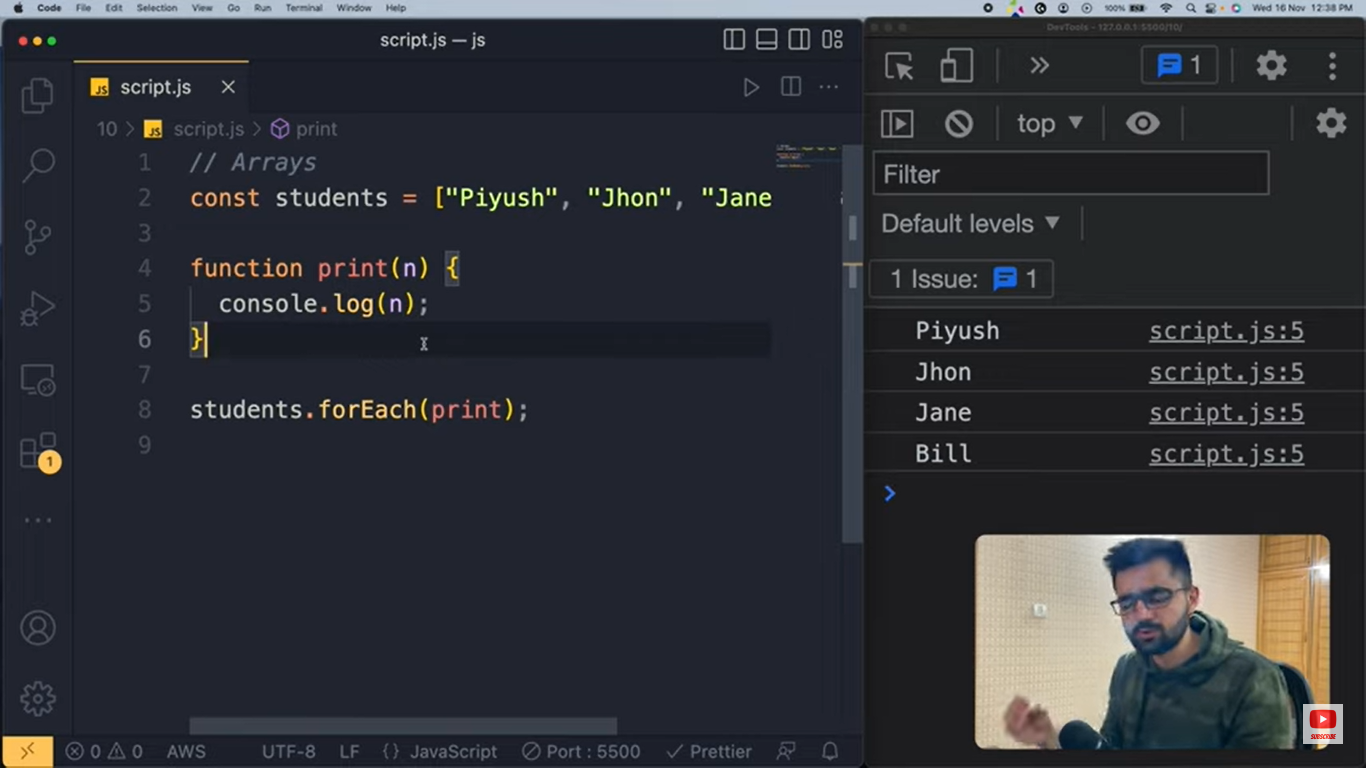 Code File Edit Selection View Go Run Terminal Window Help 100% Wed 16 Nov 12:38 PM
script.js — js
DevTools - 127.0.0.1:5500/10/
script.js
1
10 > script.js > print
top
1 // Arrays
2 const students = ["Piyush", "Jhon", "Jane
3
4 function print(n) {
5 console.log(n);
6 }
7
8 students.forEach(print);
9
1
Filter
Default levels
1 Issue: 1
Piyush script.js:5
Jhon script.js:5
Jane script.js:5
Bill script.js:5
>
SUBSCRIBE
0 0 AWS UTF-8 LF {} JavaScript Port : 5500 Prettier